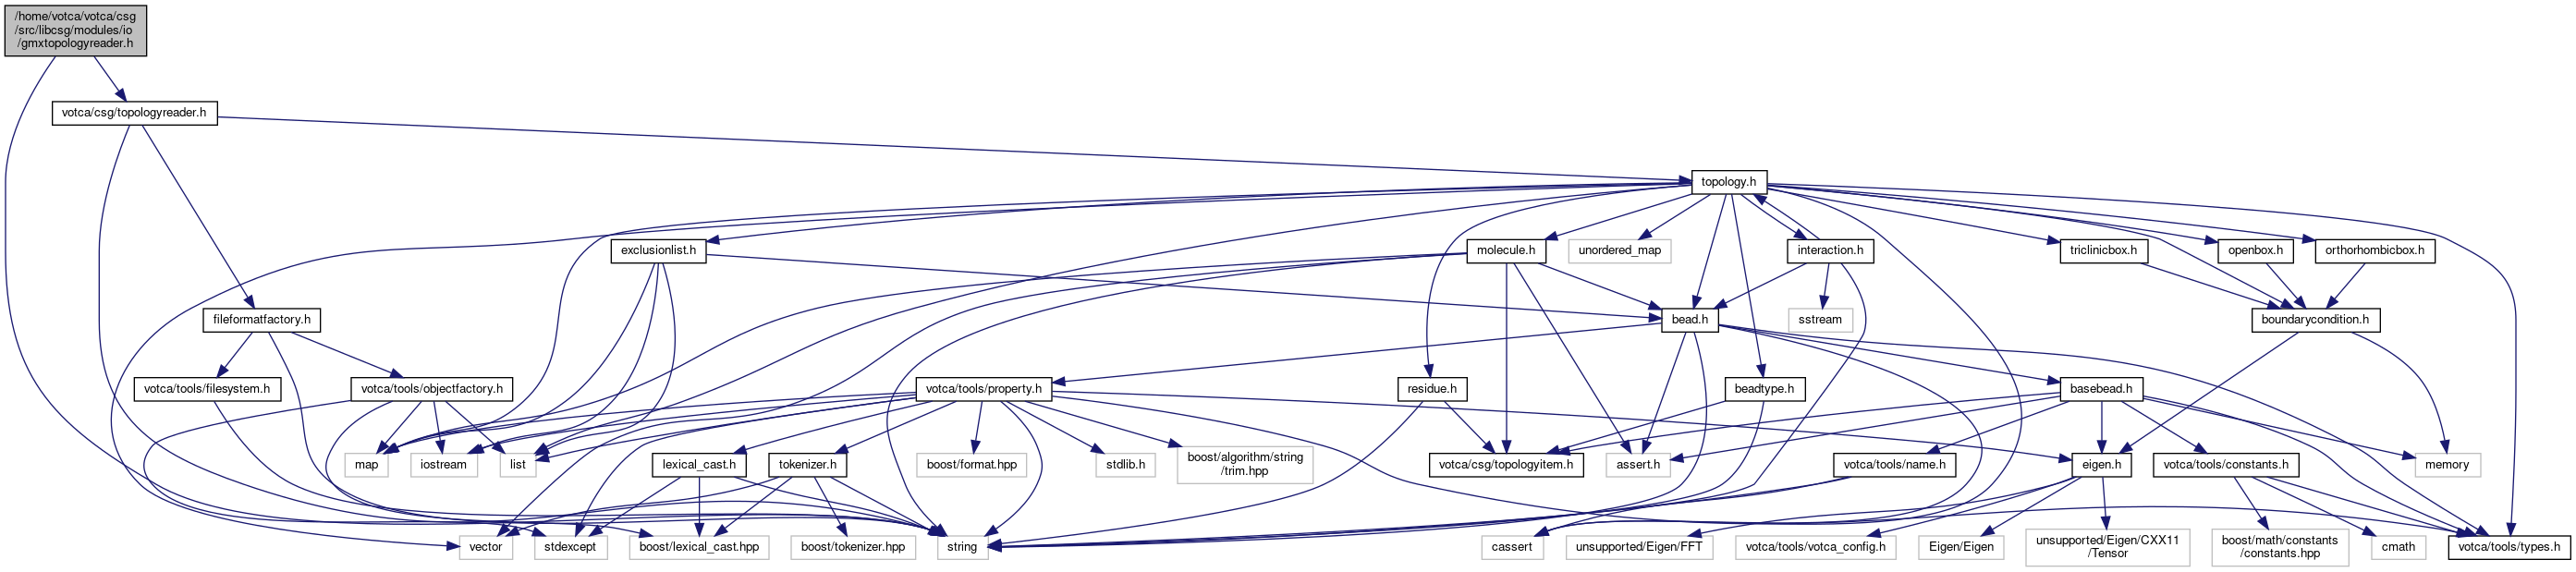 /home/votca/votca/csg
/src/libcsg/modules/io
/gmxtopologyreader.h
votca/csg/topologyreader.h
topology.h
exclusionlist.h
molecule.h
unordered_map
interaction.h
triclinicbox.h
openbox.h
orthorhombicbox.h
fileformatfactory.h
bead.h
sstream
boundarycondition.h
votca/tools/filesystem.h
votca/tools/objectfactory.h
votca/tools/property.h
residue.h
beadtype.h
basebead.h
map
iostream
list
lexical_cast.h
tokenizer.h
boost/format.hpp
stdlib.h
boost/algorithm/string
/trim.hpp
votca/csg/topologyitem.h
assert.h
votca/tools/name.h
eigen.h
votca/tools/constants.h
memory
vector
stdexcept
boost/lexical_cast.hpp
boost/tokenizer.hpp
string
cassert
unsupported/Eigen/FFT
votca/tools/votca_config.h
Eigen/Eigen
unsupported/Eigen/CXX11
/Tensor
boost/math/constants
/constants.hpp
cmath
votca/tools/types.h